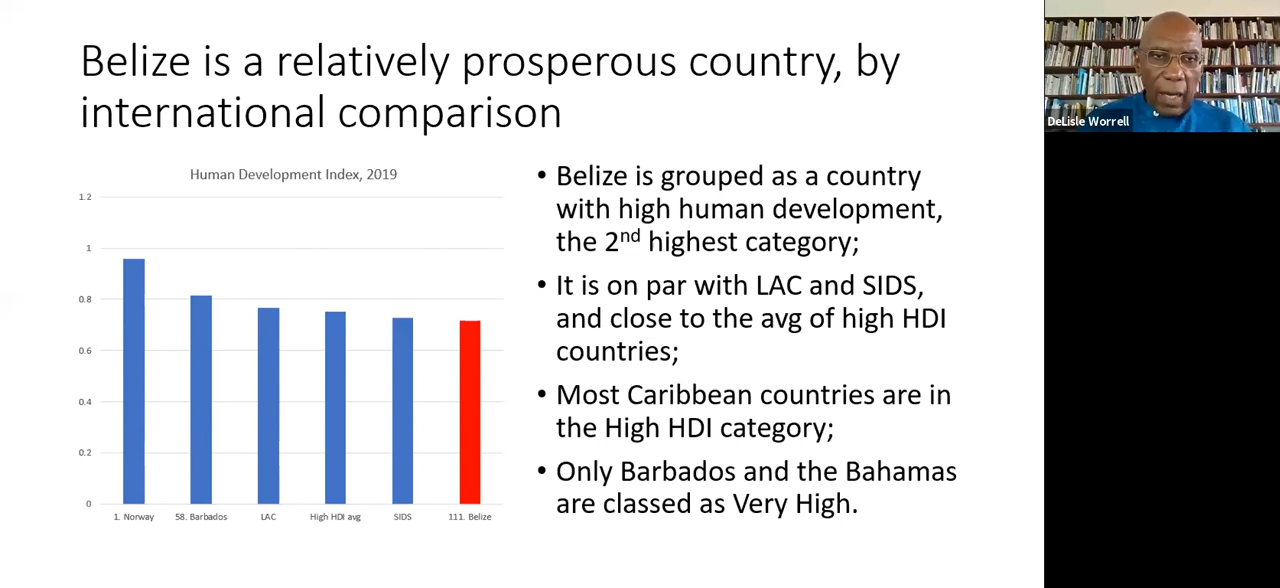 Belize is a relatively prosperous country, by
international comparison
DeLisle Worrell
Human Development Index, 2019
1.2
1
0.8
0.6
0.4
0.2
0
1. Norway
58. Barbados
LAC
High HDI avg
SIDS
111. Belize
• Belize is grouped as a country
with high human development,
the 2nd highest category;
• It is on par with LAC and SIDS,
and close to the avg of high HDI
countries;
• Most Caribbean countries are in
the High HDI category;
• Only Barbados and the Bahamas
are classed as Very High.